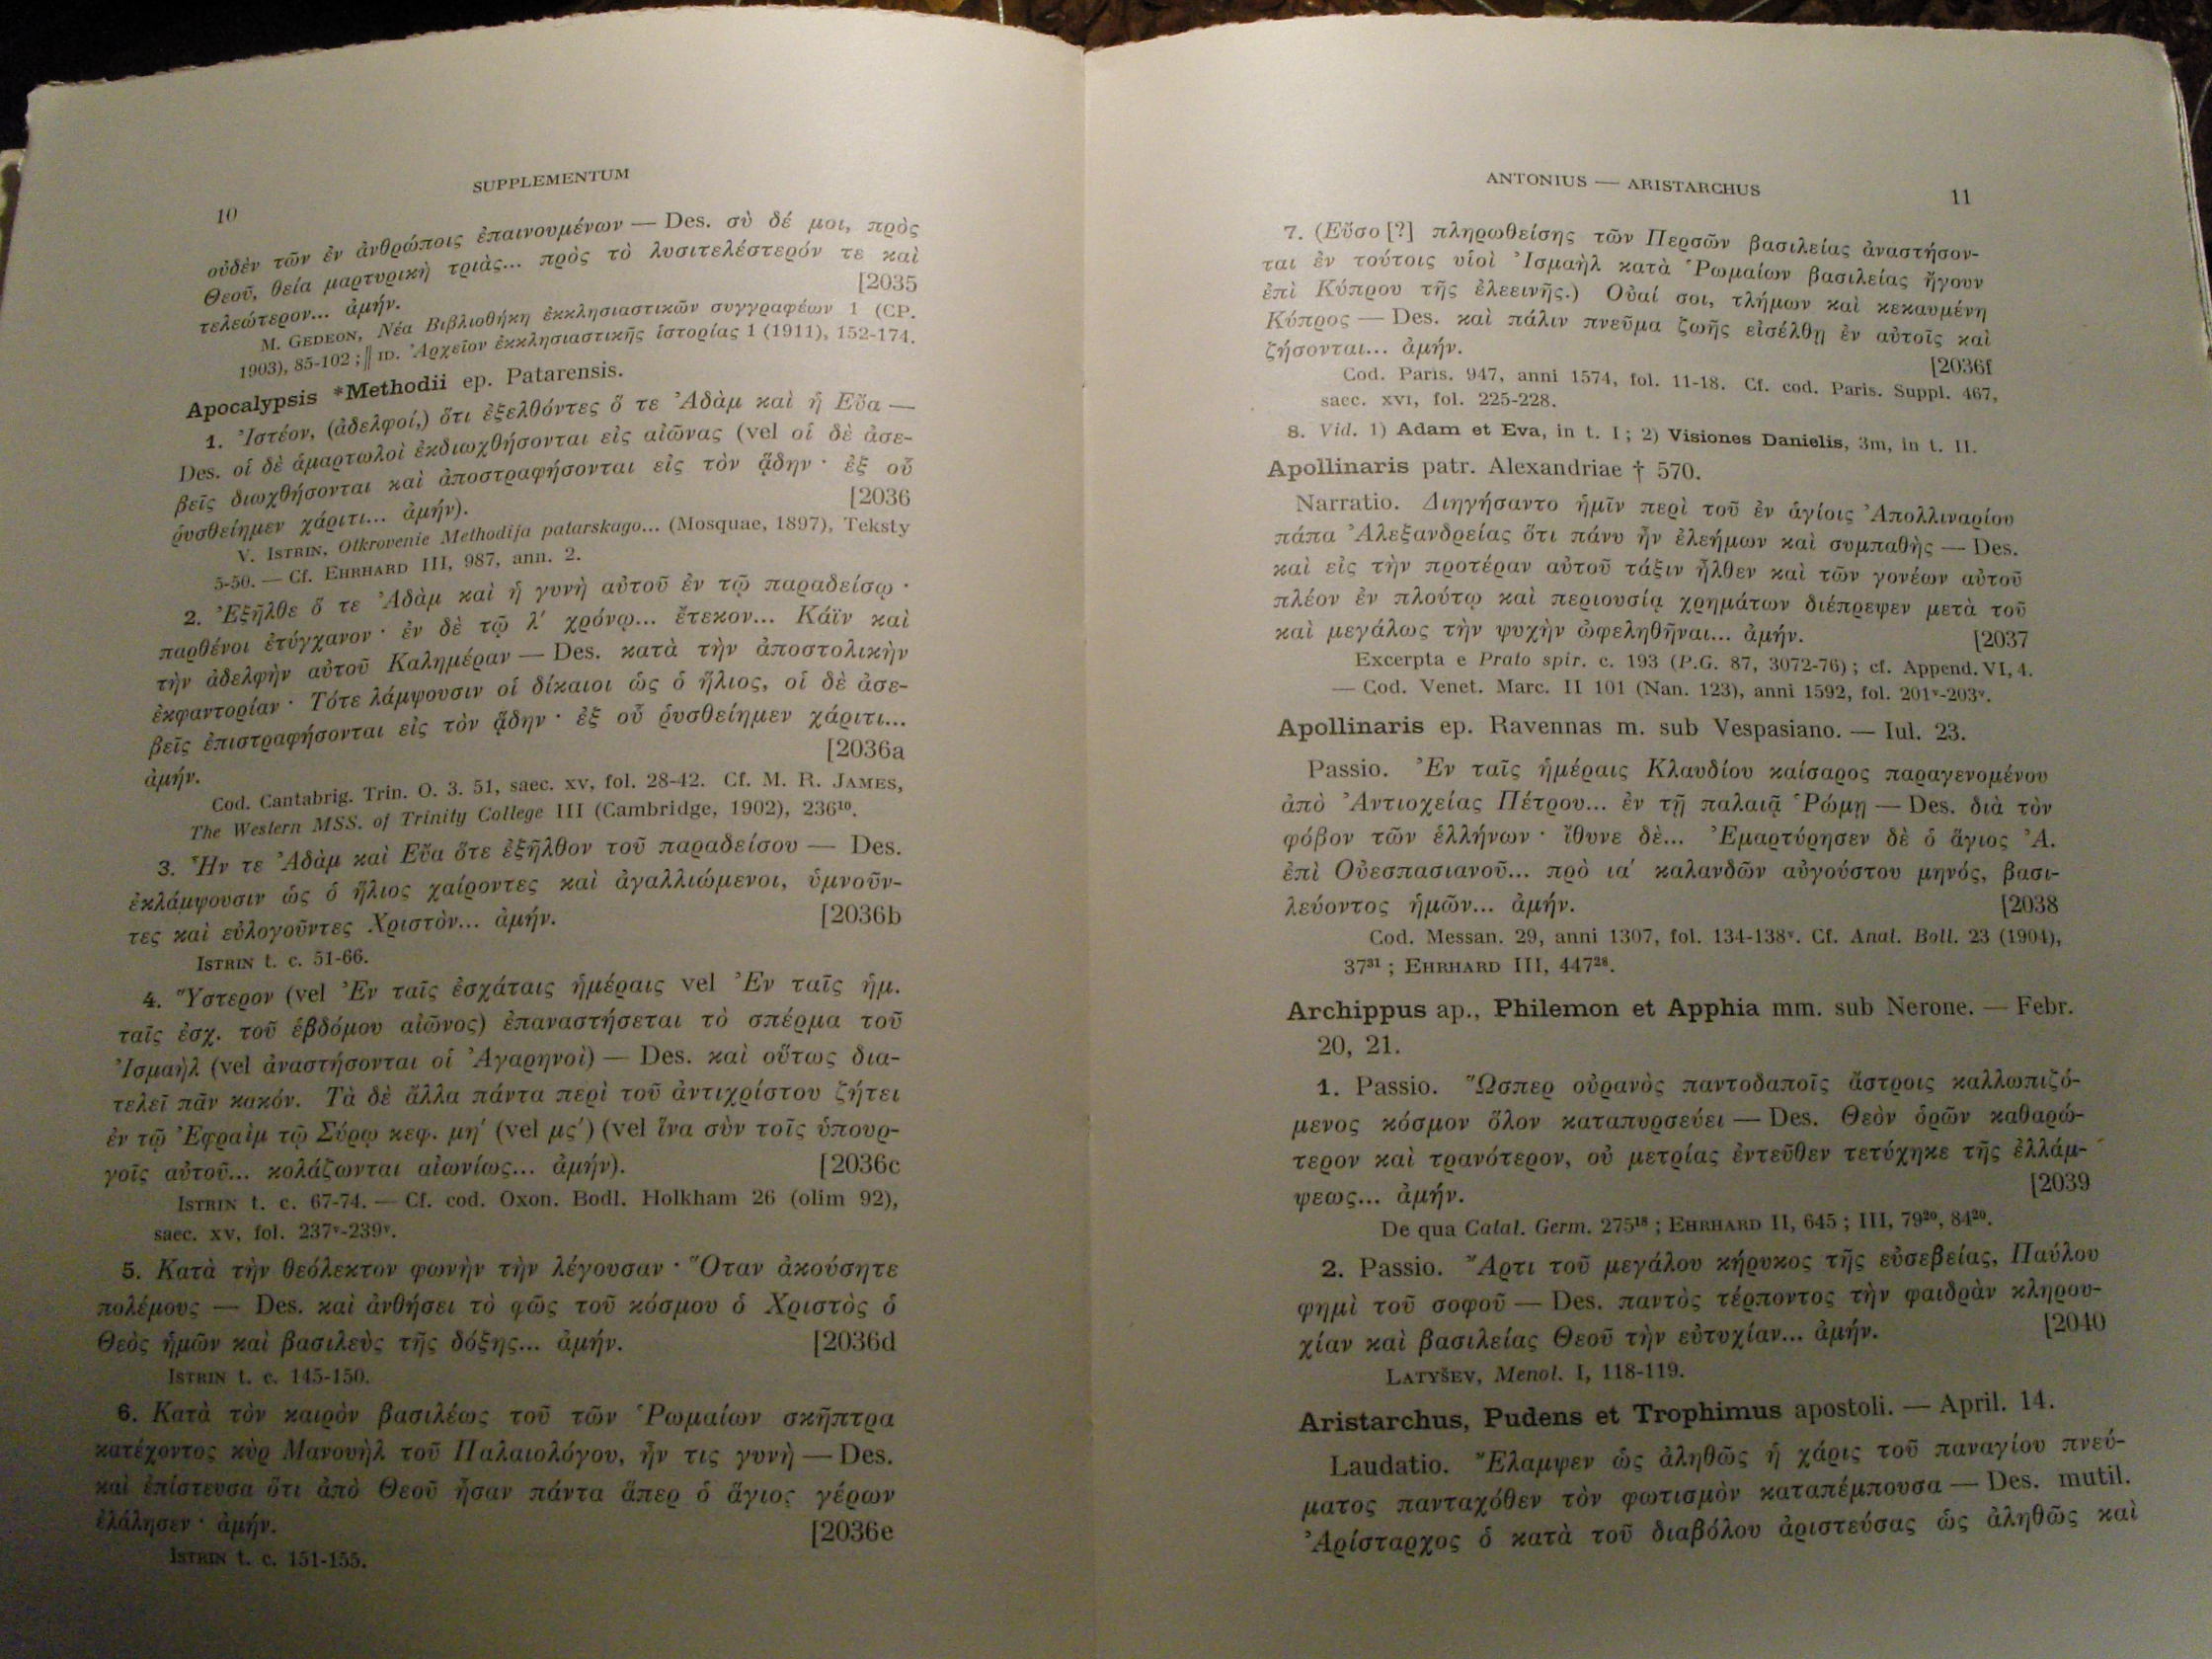 SUPPLEMENTUM
10
οὐδὲν τῶν ἐν ἀνθρώποις ἐπαινουμένων — Des. σὺ δέ μοι, πρὸς
Θεοῦ, θεία μαρτυρικὴ τριὰς... πρὸς τὸ λυσιτελέστερόν τε καὶ
τελεώτερον... ἀμήν. [2035
M. GEDEON, Νέα Βιβλιοθήκη ἐκκλησιαστικῶν συγγραφέων 1 (CP.
1903), 85-102 ; || ID. Ἀρχεῖον ἐκκλησιαστικῆς ἱστορίας 1 (1911), 152-174.
Apocalypsis *Methodii ep. Patarensis.
1. Ἰστέον, (ἀδελφοί,) ὅτι ἐξελθόντες ὅ τε Ἀδὰμ καὶ ἡ Εὔα —
Des. οἱ δὲ ἁμαρτωλοὶ ἐκδιωχθήσονται εἰς αἰῶνας (vel οἱ δὲ ἀσε-
βεῖς διωχθήσονται καὶ ἀποστραφήσονται εἰς τὸν ᾅδην · ἐξ οὗ
ῥυσθείημεν χάριτι... ἀμήν). [2036
V. ISTRIN, Otkrovenie Methodija patarskago... (Mosquae, 1897), Teksty
5-50. — Cf. EHRHARD III, 987, ann. 2.
2. Ἐξῆλθε ὅ τε Ἀδὰμ καὶ ἡ γυνὴ αὐτοῦ ἐν τῷ παραδείσῳ ·
παρθένοι ἐτύγχανον · ἐν δὲ τῷ λʹ χρόνῳ... ἔτεκον... Κάϊν καὶ
τὴν ἀδελφὴν αὐτοῦ Καλημέραν — Des. κατὰ τὴν ἀποστολικὴν
ἐκφαντορίαν · Τότε λάμψουσιν οἱ δίκαιοι ὡς ὁ ἥλιος, οἱ δὲ ἀσε-
βεῖς ἐπιστραφήσονται εἰς τὸν ᾅδην · ἐξ οὗ ῥυσθείημεν χάριτι...
ἀμήν. [2036a
Cod. Cantabrig. Trin. O. 3. 51, saec. XV, fol. 28-42. Cf. M. R. JAMES,
The Western MSS. of Trinity College III (Cambridge, 1902), 236¹⁰.
3. Ἦν τε Ἀδὰμ καὶ Εὔα ὅτε ἐξῆλθον τοῦ παραδείσου — Des.
ἐκλάμψουσιν ὡς ὁ ἥλιος χαίροντες καὶ ἀγαλλιώμενοι, ὑμνοῦν-
τες καὶ εὐλογοῦντες Χριστὸν... ἀμήν. [2036b
ISTRIN t. c. 51-66.
4. Ὕστερον (vel Ἐν ταῖς ἐσχάταις ἡμέραις vel Ἐν ταῖς ἡμ.
ταῖς ἐσχ. τοῦ ἑβδόμου αἰῶνος) ἐπαναστήσεται τὸ σπέρμα τοῦ
Ἰσμαὴλ (vel ἀναστήσονται οἱ Ἀγαρηνοὶ) — Des. καὶ οὕτως δια-
τελεῖ πᾶν κακόν. Τὰ δὲ ἄλλα πάντα περὶ τοῦ ἀντιχρίστου ζήτει
ἐν τῷ Ἐφραὶμ τῷ Σύρῳ κεφ. μηʹ (vel μςʹ) (vel ἵνα σὺν τοῖς ὑπουρ-
γοῖς αὐτοῦ... κολάζωνται αἰωνίως... ἀμήν). [2036c
ISTRIN t. c. 67-74. — Cf. cod. Oxon. Bodl. Holkham 26 (olim 92),
saec. XV, fol. 237ᵛ-239ᵛ.
5. Κατὰ τὴν θεόλεκτον φωνὴν τὴν λέγουσαν · Ὅταν ἀκούσητε
πολέμους — Des. καὶ ἀνθήσει τὸ φῶς τοῦ κόσμου ὁ Χριστὸς ὁ
Θεὸς ἡμῶν καὶ βασιλεὺς τῆς δόξης... ἀμήν. [2036d
ISTRIN t. c. 145-150.
6. Κατὰ τὸν καιρὸν βασιλέως τοῦ τῶν Ῥωμαίων σκῆπτρα
κατέχοντος κὺρ Μανουὴλ τοῦ Παλαιολόγου, ἦν τις γυνὴ — Des.
καὶ ἐπίστευσα ὅτι ἀπὸ Θεοῦ ἦσαν πάντα ἅπερ ὁ ἅγιος γέρων
ἐλάλησεν · ἀμήν. [2036e
ISTRIN t. c. 151-155.
ANTONIUS — ARISTARCHUS
11
7. (Εὔσο [?] πληρωθείσης τῶν Περσῶν βασιλείας ἀναστήσον-
ται ἐν τούτοις υἱοὶ Ἰσμαὴλ κατὰ Ῥωμαίων βασιλείας ἤγουν
ἐπὶ Κύπρου τῆς ἐλεεινῆς.) Οὐαί σοι, τλήμων καὶ κεκαυμένη
Κύπρος — Des. καὶ πάλιν πνεῦμα ζωῆς εἰσέλθῃ ἐν αὐτοῖς καὶ
ζήσονται... ἀμήν. [2036f
Cod. Paris. 947, anni 1574, fol. 11-18. Cf. cod. Paris. Suppl. 467,
saec. XVI, fol. 225-228.
8. Vid. 1) Adam et Eva, in t. I ; 2) Visiones Danielis, 3m, in t. II.
Apollinaris patr. Alexandriae † 570.
Narratio. Διηγήσαντο ἡμῖν περὶ τοῦ ἐν ἁγίοις Ἀπολλιναρίου
πάπα Ἀλεξανδρείας ὅτι πάνυ ἦν ἐλεήμων καὶ συμπαθὴς — Des.
καὶ εἰς τὴν προτέραν αὐτοῦ τάξιν ἦλθεν καὶ τῶν γονέων αὐτοῦ
πλέον ἐν πλούτῳ καὶ περιουσίᾳ χρημάτων διέπρεψεν μετὰ τοῦ
καὶ μεγάλως τὴν ψυχὴν ὠφεληθῆναι... ἀμήν. [2037
Excerpta e Prato spir. c. 193 (P.G. 87, 3072-76) ; cf. Append. VI, 4.
— Cod. Venet. Marc. II 101 (Nan. 123), anni 1592, fol. 201ᵛ-203ᵛ.
Apollinaris ep. Ravennas m. sub Vespasiano. — Iul. 23.
Passio. Ἐν ταῖς ἡμέραις Κλαυδίου καίσαρος παραγενομένου
ἀπὸ Ἀντιοχείας Πέτρου... ἐν τῇ παλαιᾷ Ῥώμῃ — Des. διὰ τὸν
φόβον τῶν ἑλλήνων · ἴθυνε δὲ... Ἐμαρτύρησεν δὲ ὁ ἅγιος Ἀ.
ἐπὶ Οὐεσπασιανοῦ... πρὸ ιαʹ καλανδῶν αὐγούστου μηνός, βασι-
λεύοντος ἡμῶν... ἀμήν. [2038
Cod. Messan. 29, anni 1307, fol. 134-138ᵛ. Cf. Anal. Boll. 23 (1904),
37³¹ ; EHRHARD III, 447²⁸.
Archippus ap., Philemon et Apphia mm. sub Nerone. — Febr.
20, 21.
1. Passio. Ὥσπερ οὐρανὸς παντοδαποῖς ἄστροις καλλωπιζό-
μενος κόσμον ὅλον καταπυρσεύει — Des. Θεὸν ὁρῶν καθαρώ-
τερον καὶ τρανότερον, οὐ μετρίας ἐντεῦθεν τετύχηκε τῆς ἐλλάμ-
ψεως... ἀμήν. [2039
De qua Catal. Germ. 275¹⁸ ; EHRHARD II, 645 ; III, 79²⁰, 84²⁰.
2. Passio. Ἄρτι τοῦ μεγάλου κήρυκος τῆς εὐσεβείας, Παύλου
φημὶ τοῦ σοφοῦ — Des. παντὸς τέρποντος τὴν φαιδρὰν κληρου-
χίαν καὶ βασιλείας Θεοῦ τὴν εὐτυχίαν... ἀμήν. [2040
LATYŠEV, Menol. I, 118-119.
Aristarchus, Pudens et Trophimus apostoli. — April. 14.
Laudatio. Ἔλαμψεν ὡς ἀληθῶς ἡ χάρις τοῦ παναγίου πνεύ-
ματος πανταχόθεν τὸν φωτισμὸν καταπέμπουσα — Des. mutil.
Ἀρίσταρχος ὁ κατὰ τοῦ διαβόλου ἀριστεύσας ὡς ἀληθῶς καὶ